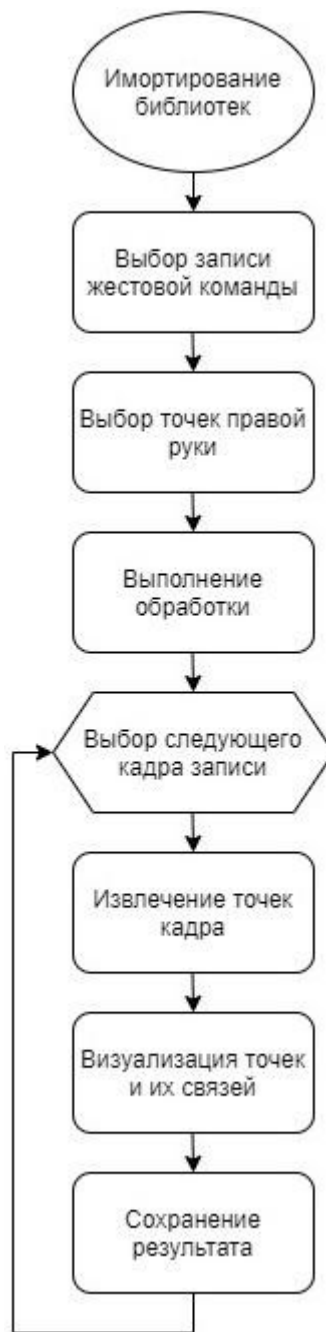 Имортирование
библиотек
Выбор записи
жестовой команды
Выбор точек правой
руки
Выполнение
обработки
Выбор следующего
кадра записи
Извлечение точек
кадра
Визуализация точек
и их связей
Сохранение
результата